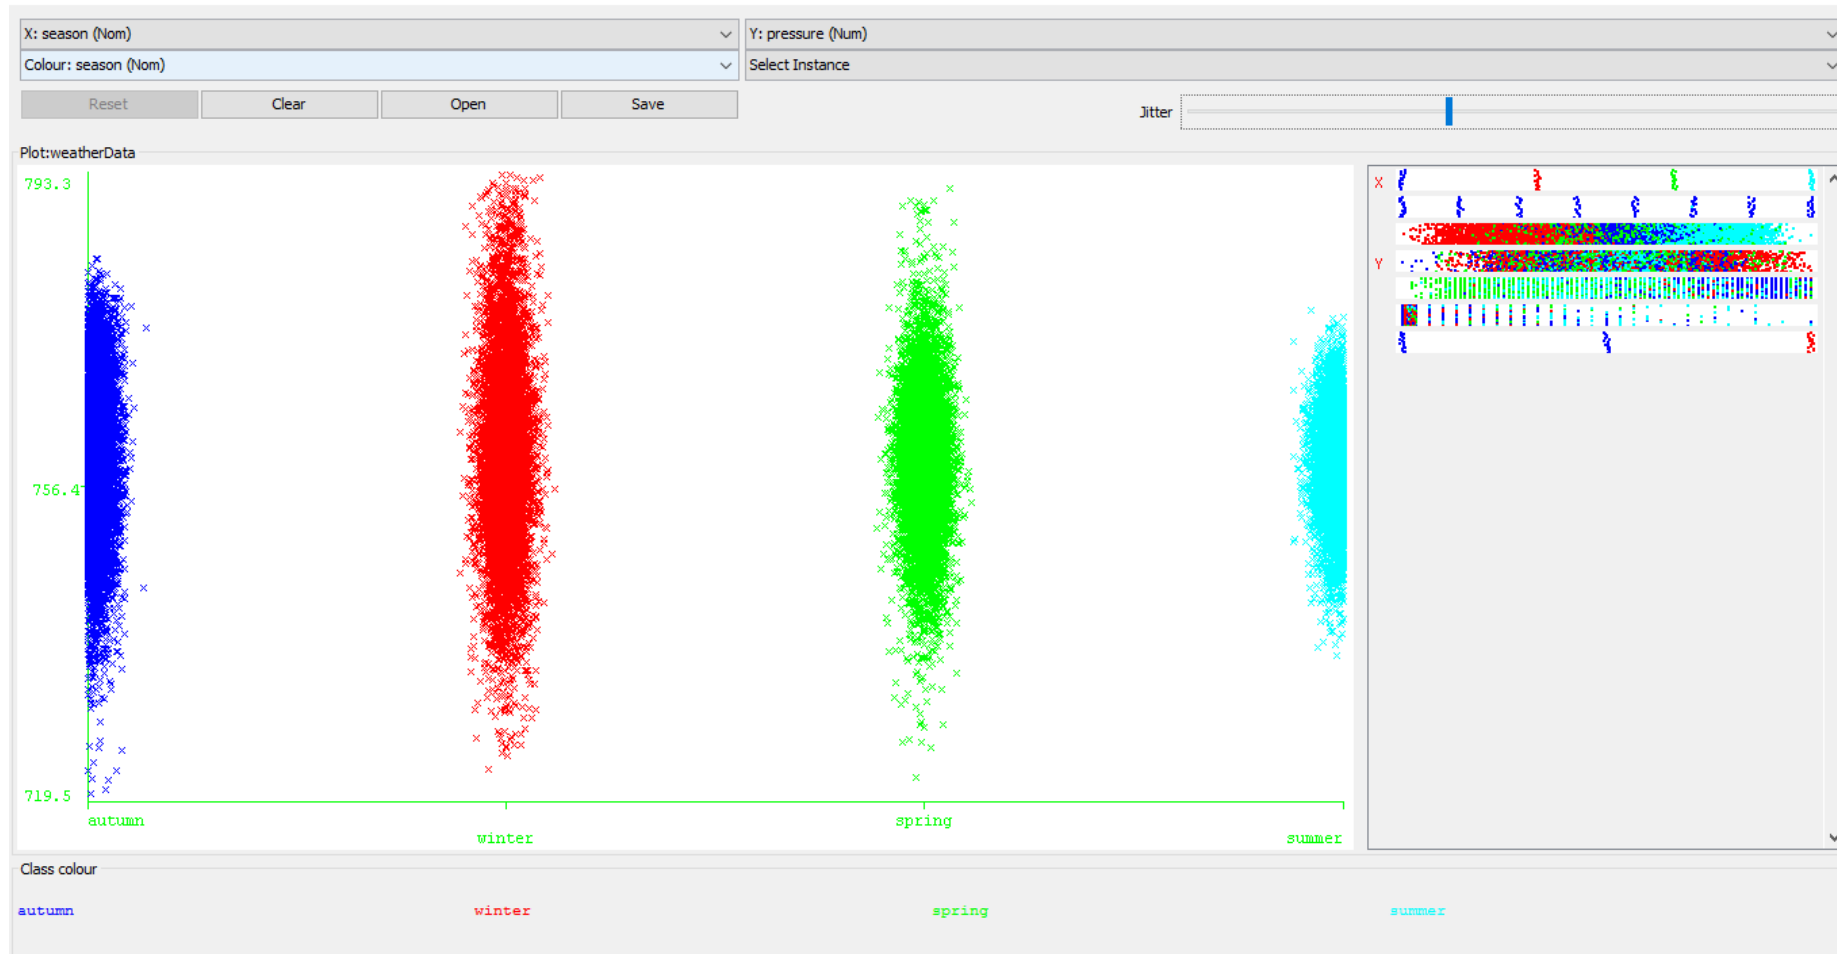 X: season (Nom)
Y: pressure (Num)
Colour: season (Nom)
Select Instance
Reset
Clear
Open
Save
Jitter
Plot:weatherData
793.3
756.4
719.5
autumn
winter
spring
summer
X
Y
Class colour
autumn
winter
spring
summer